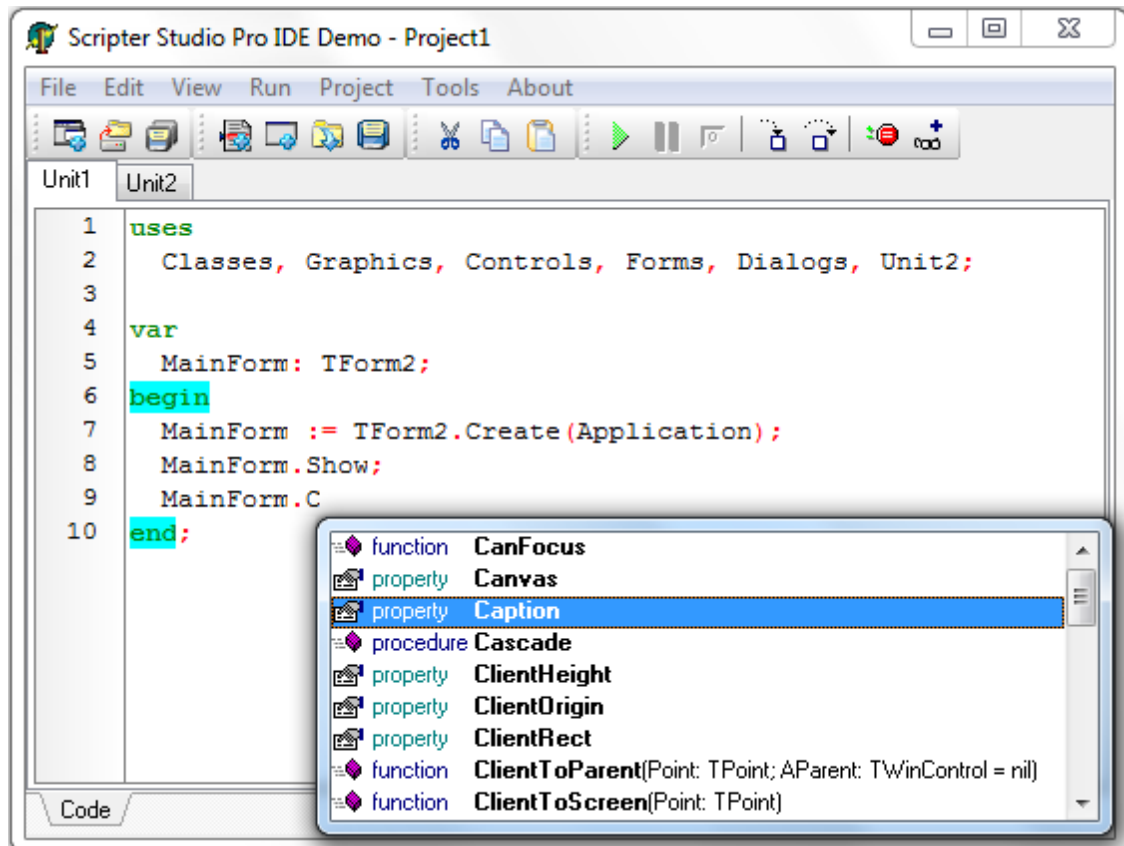 Scripter Studio Pro IDE Demo - Project1
File Edit View Run Project Tools About
Unit1 Unit2
1 uses
2 Classes, Graphics, Controls, Forms, Dialogs, Unit2;
3
4 var
5 MainForm: TForm2;
6 begin
7 MainForm := TForm2.Create(Application);
8 MainForm.Show;
9 MainForm.C
10 end;
function CanFocus
property Canvas
property Caption
procedure Cascade
property ClientHeight
property ClientOrigin
property ClientRect
function ClientToParent(Point: TPoint; AParent: TWinControl = nil)
function ClientToScreen(Point: TPoint)
Code